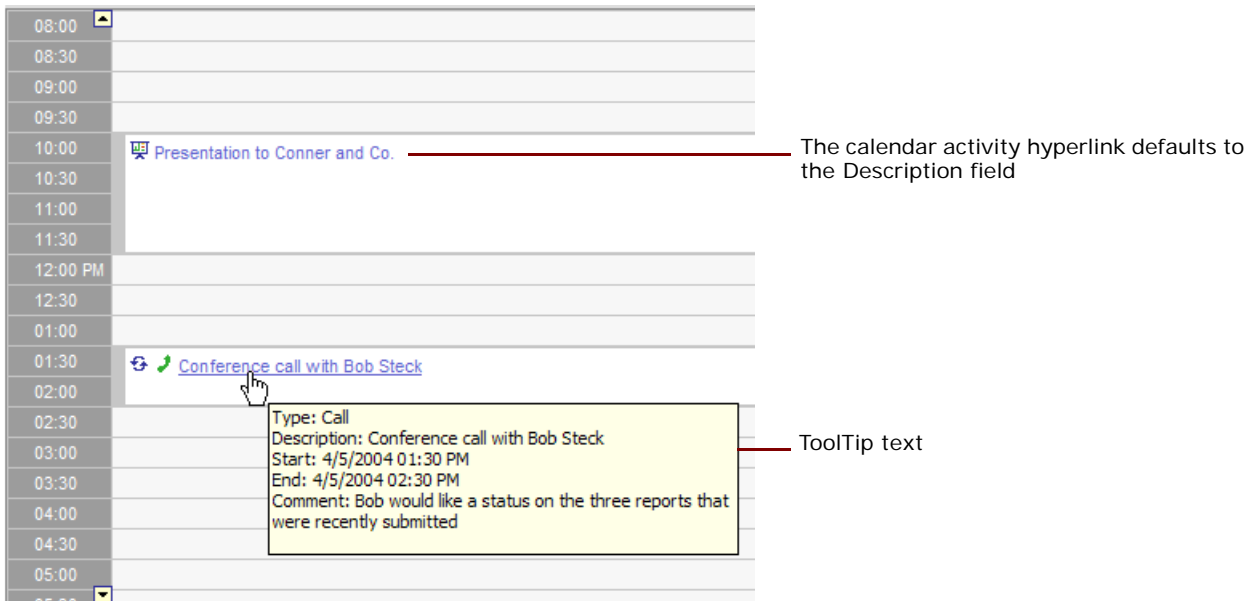 08:00
08:30
09:00
09:30
10:00
Presentation to Conner and Co.
The calendar activity hyperlink defaults to
the Description field
10:30
11:00
11:30
12:00 PM
12:30
01:00
01:30
Conference call with Bob Steck
02:00
02:30
Type: Call
Description: Conference call with Bob Steck
Start: 4/5/2004 01:30 PM
End: 4/5/2004 02:30 PM
Comment: Bob would like a status on the three reports that
were recently submitted
ToolTip text
03:00
03:30
04:00
04:30
05:00